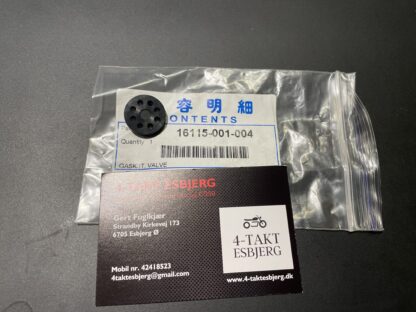 容明細
CONTENTS
16115-001-004
Quantity 1
GASKET, VALVE
4-TAKT ESBJERG
Gert Foglkjær
Strandby Kirkevej 173
6705 Esbjerg Ø
Mobil nr. 42418523
4taktesbjerg@gmail.com
4-TAKT
ESBJERG
www.4-taktesbjerg.dk